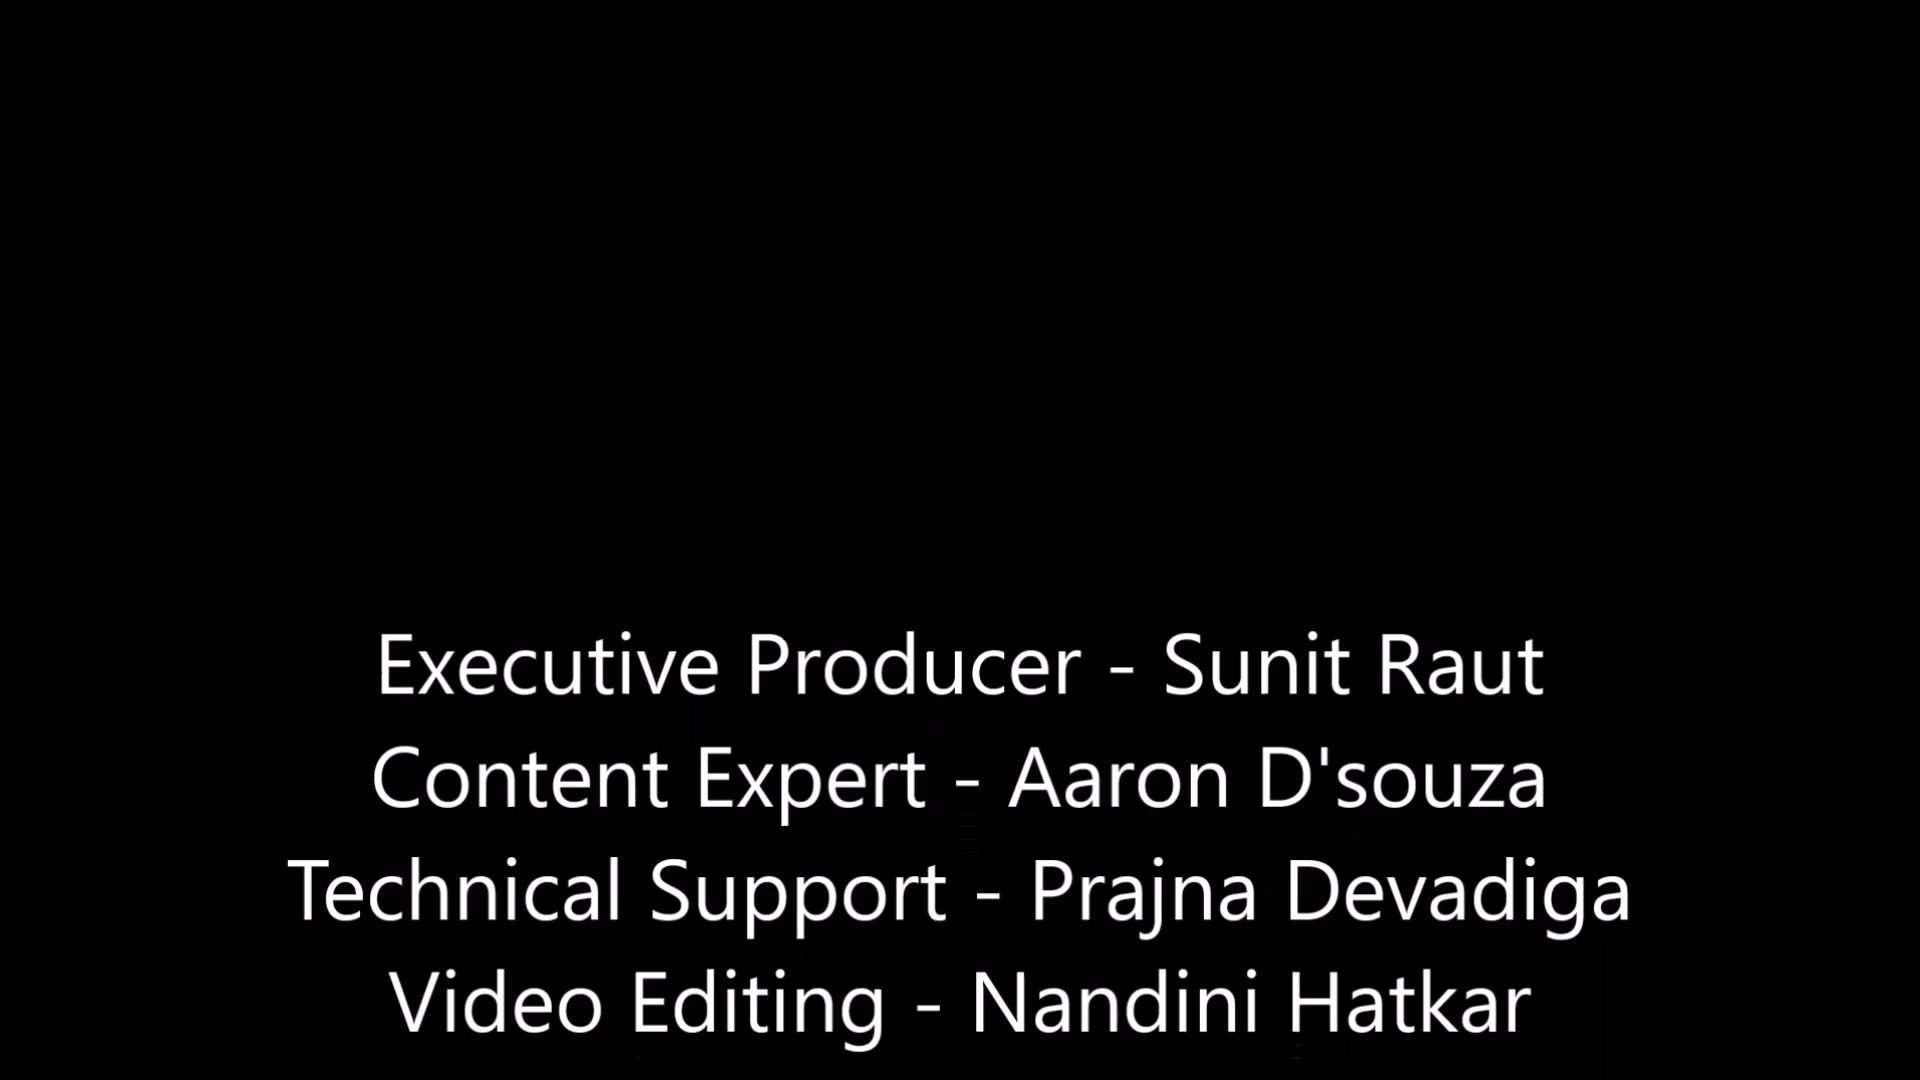 Executive Producer - Sunit Raut
Content Expert - Aaron D'souza
Technical Support - Prajna Devadiga
Video Editing - Nandini Hatkar